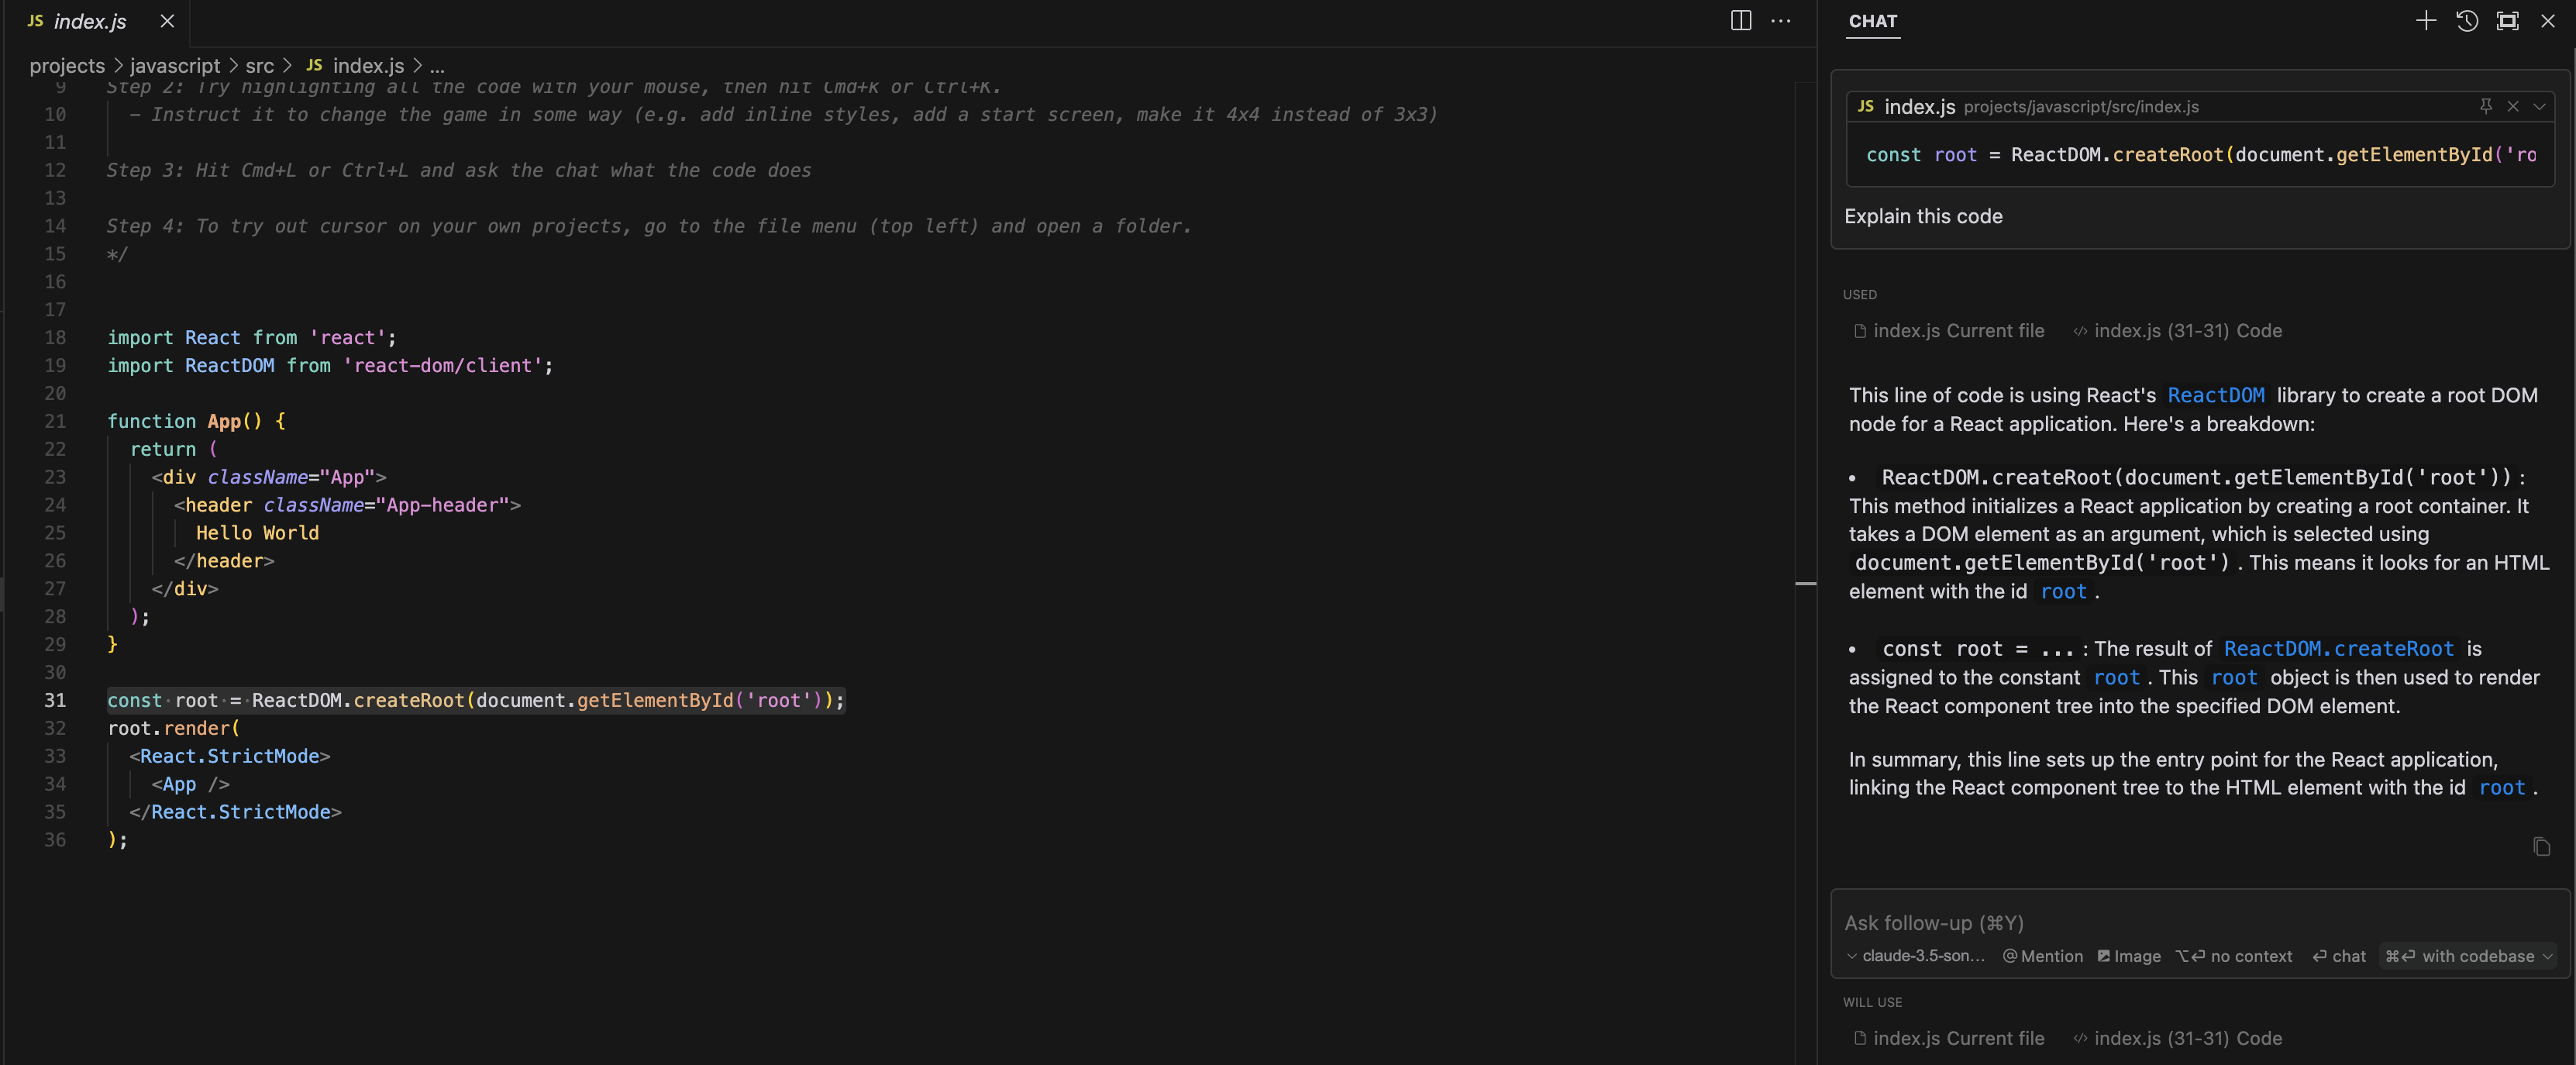 JS index.js
projects > javascript > src > JS index.js > ...
9 Step 2: Try highlighting all the code with your mouse, then hit Cmd+K or Ctrl+K.
10 - Instruct it to change the game in some way (e.g. add inline styles, add a start screen, make it 4x4 instead of 3x3)
11
12 Step 3: Hit Cmd+L or Ctrl+L and ask the chat what the code does
13
14 Step 4: To try out cursor on your own projects, go to the file menu (top left) and open a folder.
15 */
16
17
18 import React from 'react';
19 import ReactDOM from 'react-dom/client';
20
21 function App() {
22 return (
23 <div className="App">
24 <header className="App-header">
25 Hello World
26 </header>
27 </div>
28 );
29 }
30
31 const root = ReactDOM.createRoot(document.getElementById('root'));
32 root.render(
33 <React.StrictMode>
34 <App />
35 </React.StrictMode>
36 );
CHAT
JS index.js projects/javascript/src/index.js
const root = ReactDOM.createRoot(document.getElementById('ro
Explain this code
USED
index.js Current file index.js (31-31) Code
This line of code is using React's ReactDOM library to create a root DOM
node for a React application. Here's a breakdown:
• ReactDOM.createRoot(document.getElementById('root')) :
This method initializes a React application by creating a root container. It
takes a DOM element as an argument, which is selected using
document.getElementById('root') . This means it looks for an HTML
element with the id root .
• const root = ... : The result of ReactDOM.createRoot is
assigned to the constant root . This root object is then used to render
the React component tree into the specified DOM element.
In summary, this line sets up the entry point for the React application,
linking the React component tree to the HTML element with the id root .
Ask follow-up (⌘Y)
claude-3.5-son... @ Mention Image ⌥⏎ no context ⏎ chat ⌘⏎ with codebase
WILL USE
index.js Current file index.js (31-31) Code